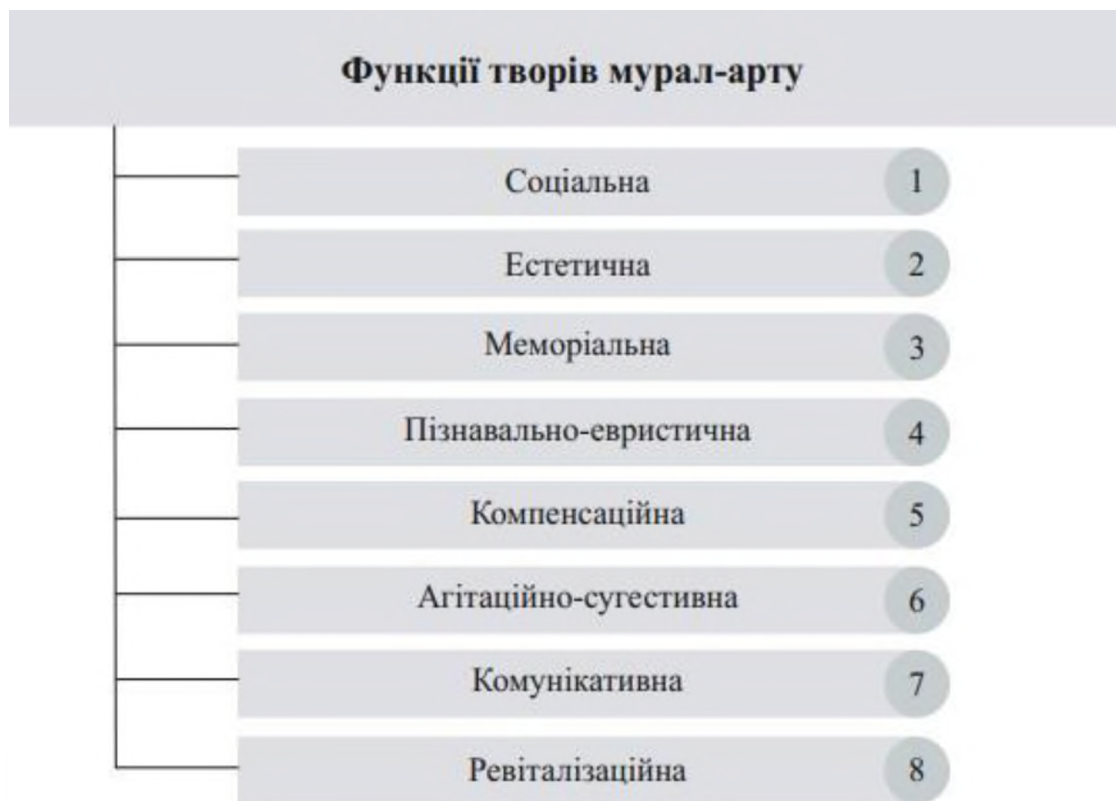 Функції творів мурал-арту
Соціальна 1
Естетична 2
Меморіальна 3
Пізнавально-евристична 4
Компенсаційна 5
Агітаційно-сугестивна 6
Комунікативна 7
Ревіталізаційна 8